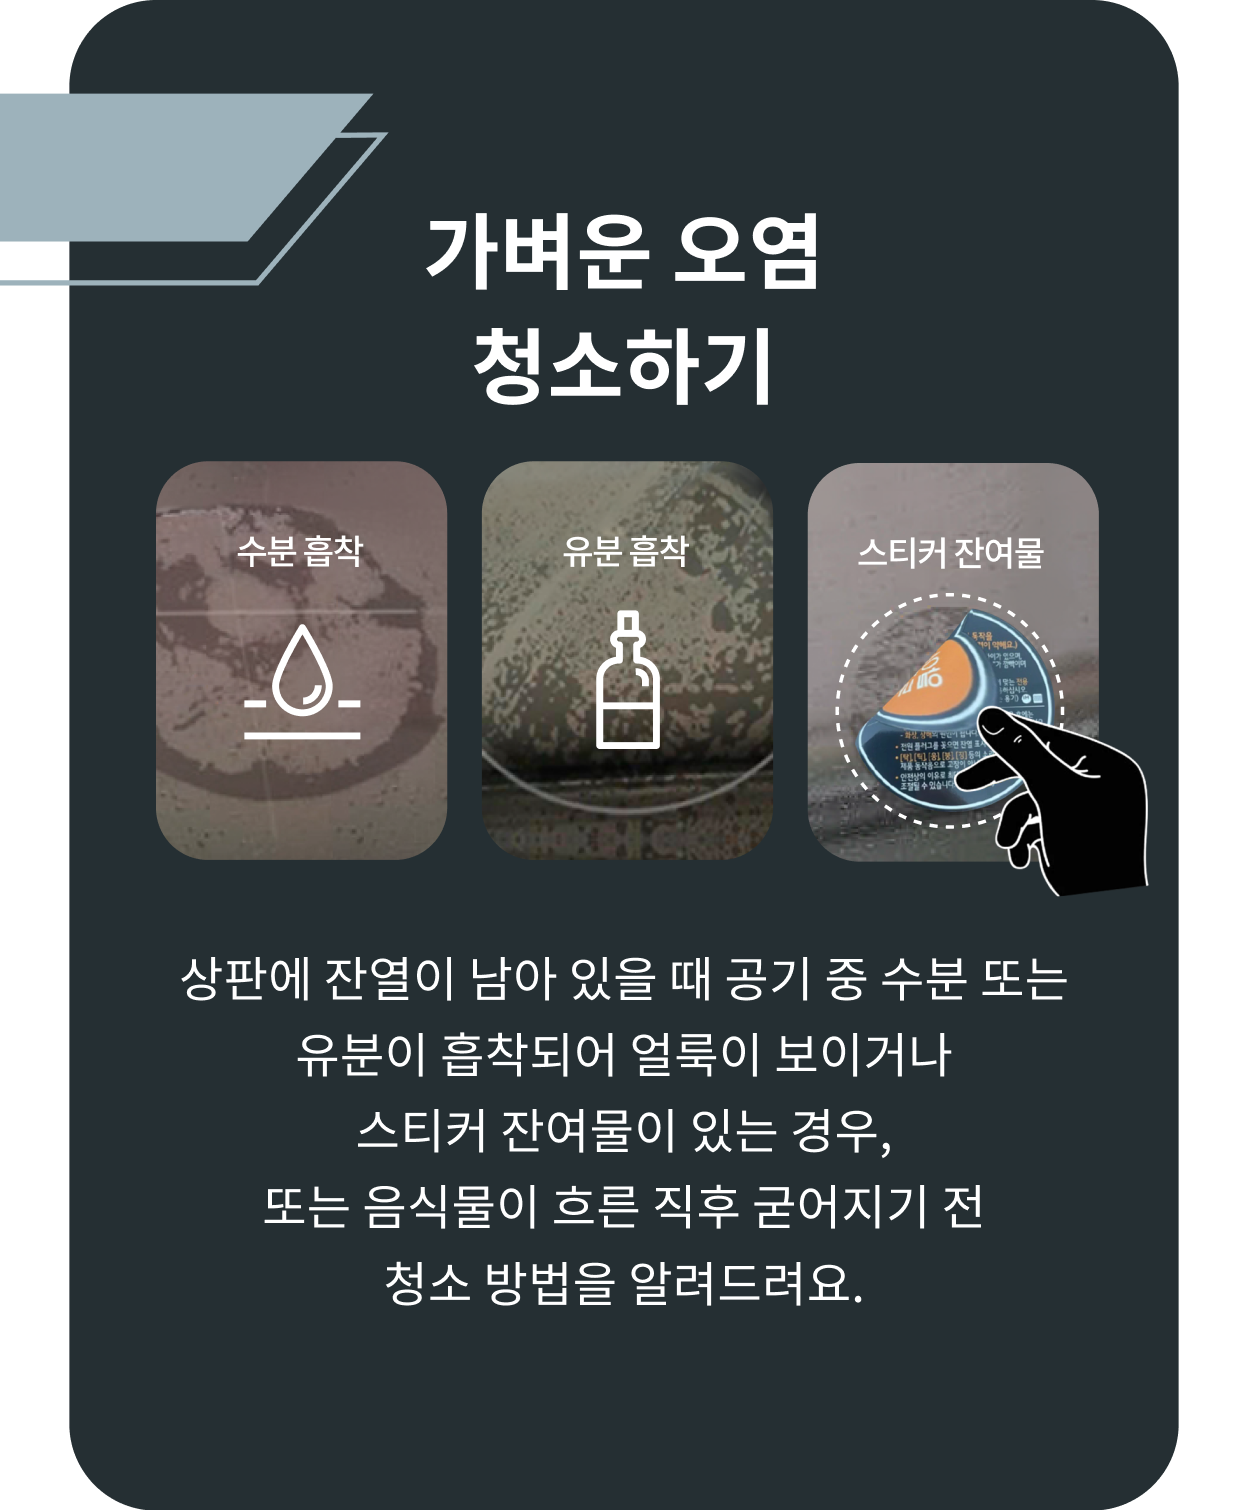 가벼운 오염
청소하기
수분 흡착
유분 흡착
스티커 잔여물
상판에 잔열이 남아 있을 때 공기 중 수분 또는
유분이 흡착되어 얼룩이 보이거나
스티커 잔여물이 있는 경우,
또는 음식물이 흐른 직후 굳어지기 전
청소 방법을 알려드려요.